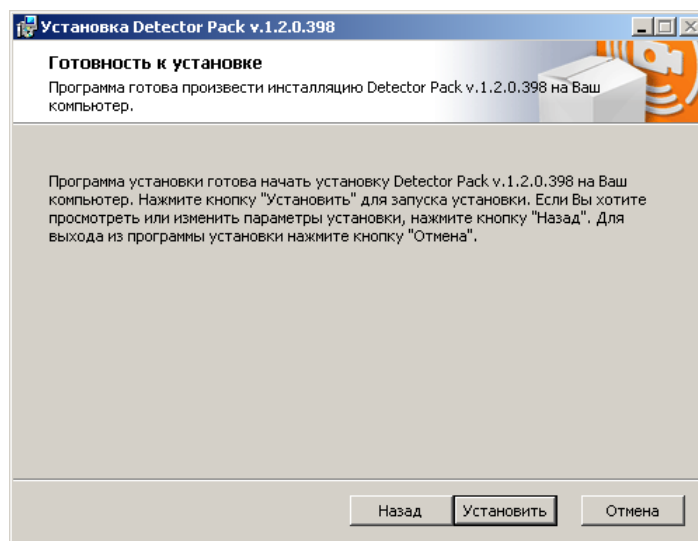 Установка Detector Pack v.1.2.0.398
Готовность к установке
Программа готова произвести инсталляцию Detector Pack v.1.2.0.398 на Ваш
компьютер.
Программа установки готова начать установку Detector Pack v.1.2.0.398 на Ваш
компьютер. Нажмите кнопку "Установить" для запуска установки. Если Вы хотите
просмотреть или изменить параметры установки, нажмите кнопку "Назад". Для
выхода из программы установки нажмите кнопку "Отмена".
Назад Установить Отмена